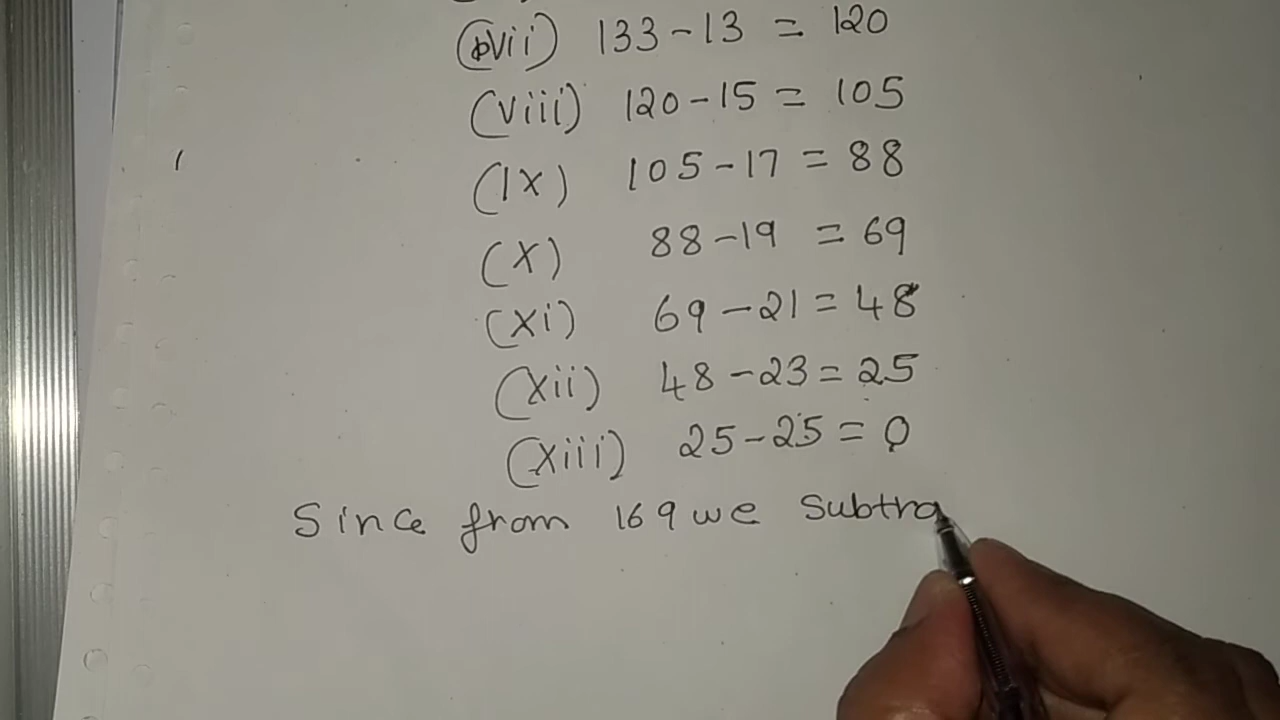 (vii) 133-13 = 120
(viii) 120-15 = 105
(ix) 105-17 = 88
(x) 88-19 = 69
(xi) 69-21 = 48
(xii) 48-23 = 25
(xiii) 25-25 = 0
Since from 169 we subtra